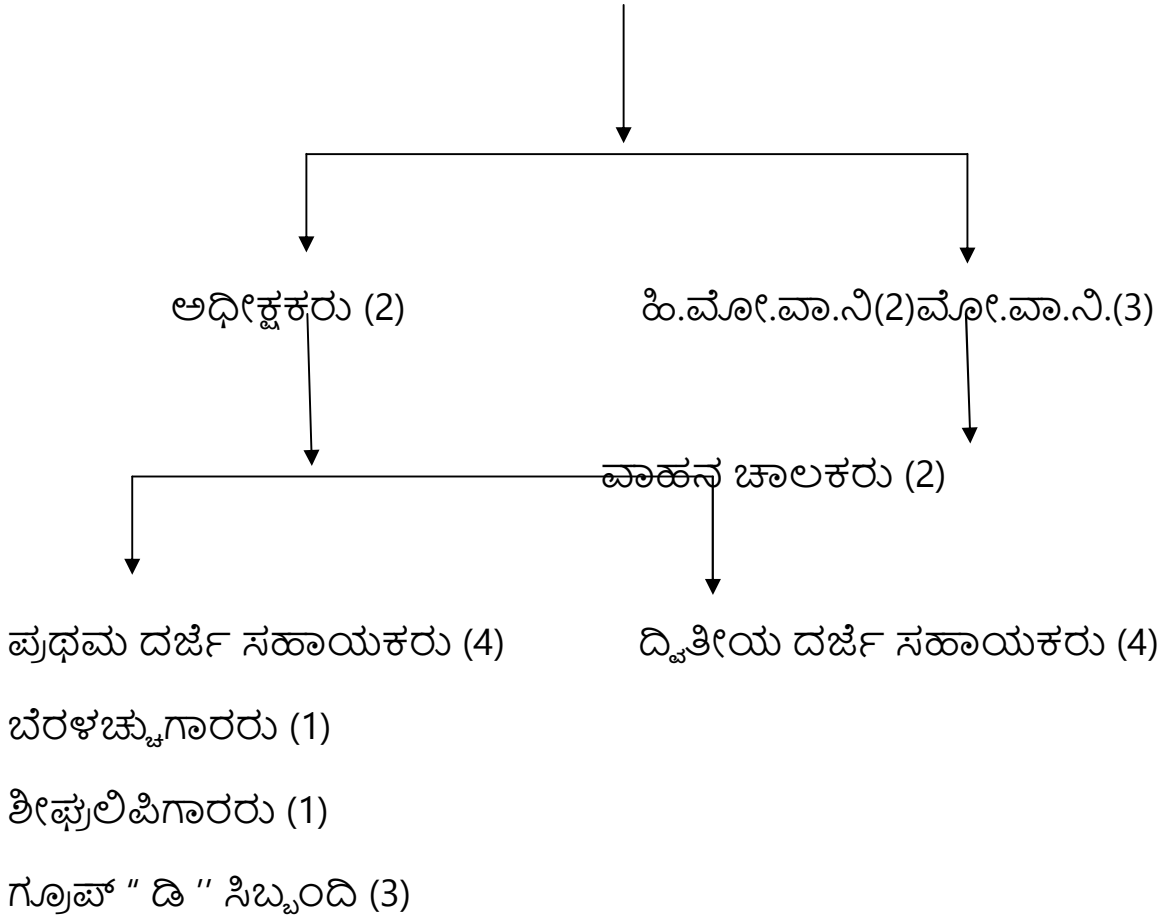 ಅಧೀಕ್ಷಕರು (2) ಹಿ.ಮೋ.ವಾ.ನಿ(2)ಮೋ.ವಾ.ನಿ.(3)
ವಾಹನ ಚಾಲಕರು (2)
ಪ್ರಥಮ ದರ್ಜೆ ಸಹಾಯಕರು (4) ದ್ವಿತೀಯ ದರ್ಜೆ ಸಹಾಯಕರು (4)
ಬೆರಳಚ್ಚುಗಾರರು (1)
ಶೀಘ್ರಲಿಪಿಗಾರರು (1)
ಗ್ರೂಪ್ “ ಡಿ ’’ ಸಿಬ್ಬಂದಿ (3)